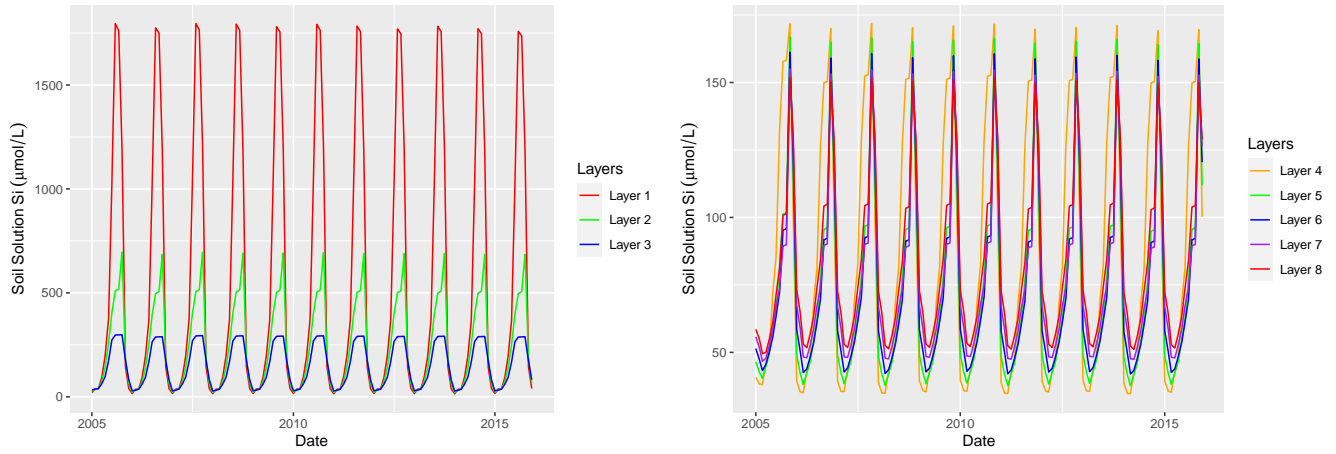 Soil Solution Si (μmol/L)
1500
1000
500
0
2005
2010
2015
Date
Layers
Layer 1
Layer 2
Layer 3
Soil Solution Si (μmol/L)
150
100
50
2005
2010
2015
Date
Layers
Layer 4
Layer 5
Layer 6
Layer 7
Layer 8